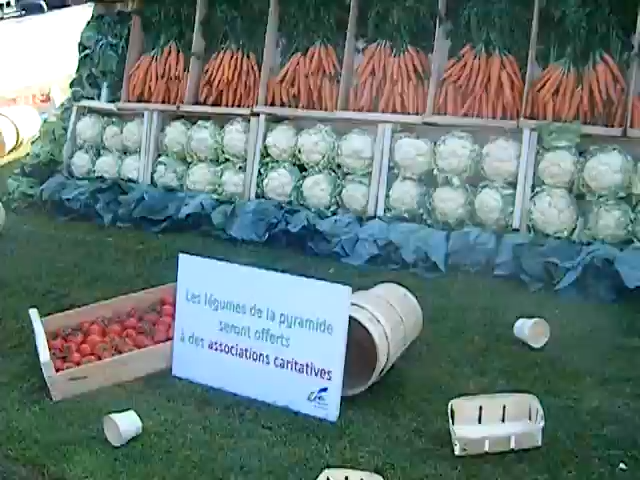 Les légumes de la pyramide
seront offerts
à des associations caritatives